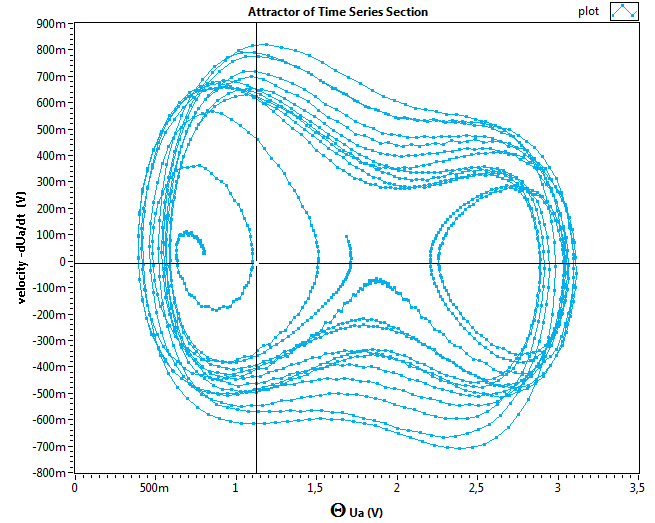 Attractor of Time Series Section
plot
900m
800m
700m
600m
500m
400m
300m
200m
100m
0
-100m
-200m
-300m
-400m
-500m
-600m
-700m
-800m
velocity -dUa/dt (V)
0
500m
1
1,5
2
2,5
3
3,5
Θ Ua (V)